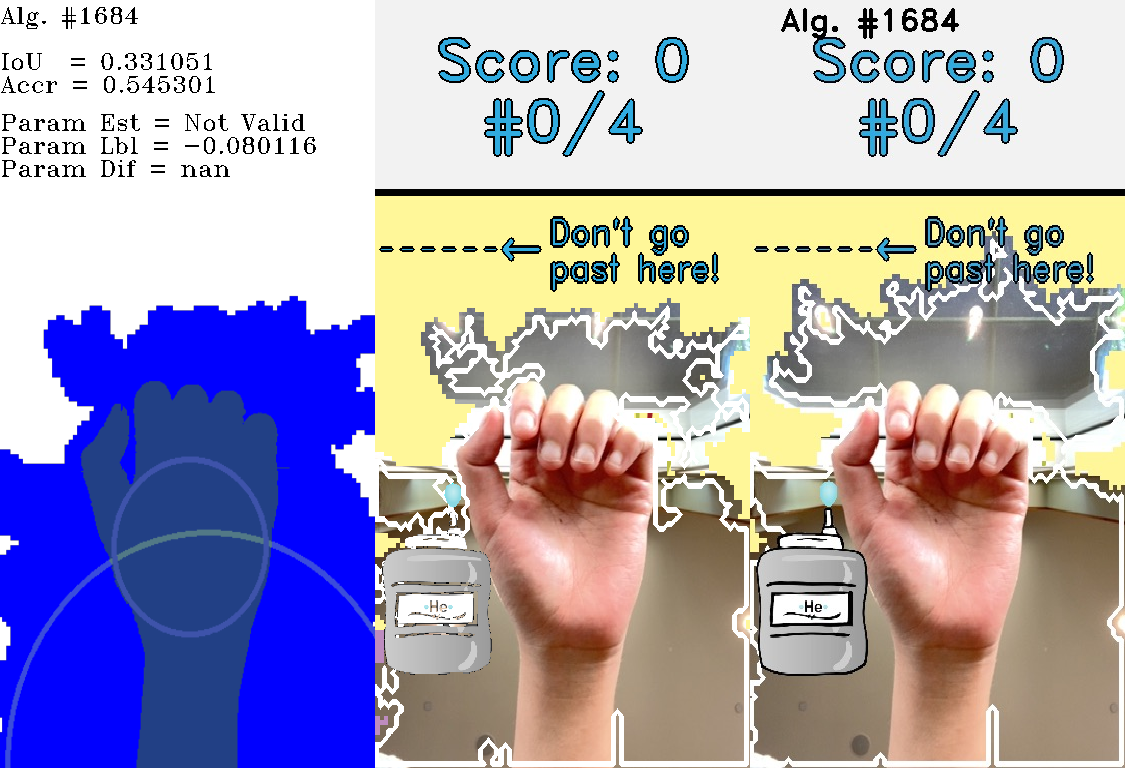 Alg. #1684
IoU = 0.331051
Accr = 0.545301
Param Est = Not Valid
Param Lbl = −0.080116
Param Dif = nan
Score: 0
#0/4
Don't go
past here!
He
Alg. #1684
Score: 0
#0/4
Don't go
past here!
He